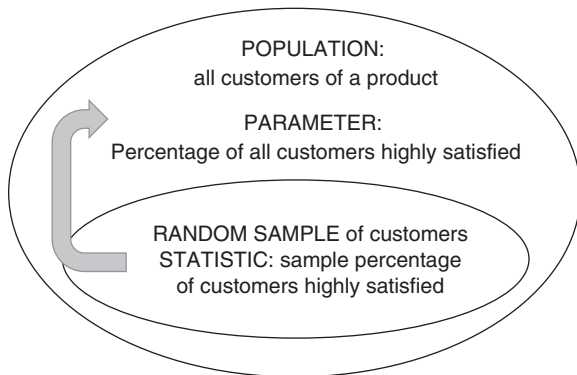 POPULATION:
all customers of a product
PARAMETER:
Percentage of all customers highly satisfied
RANDOM SAMPLE of customers
STATISTIC: sample percentage
of customers highly satisfied